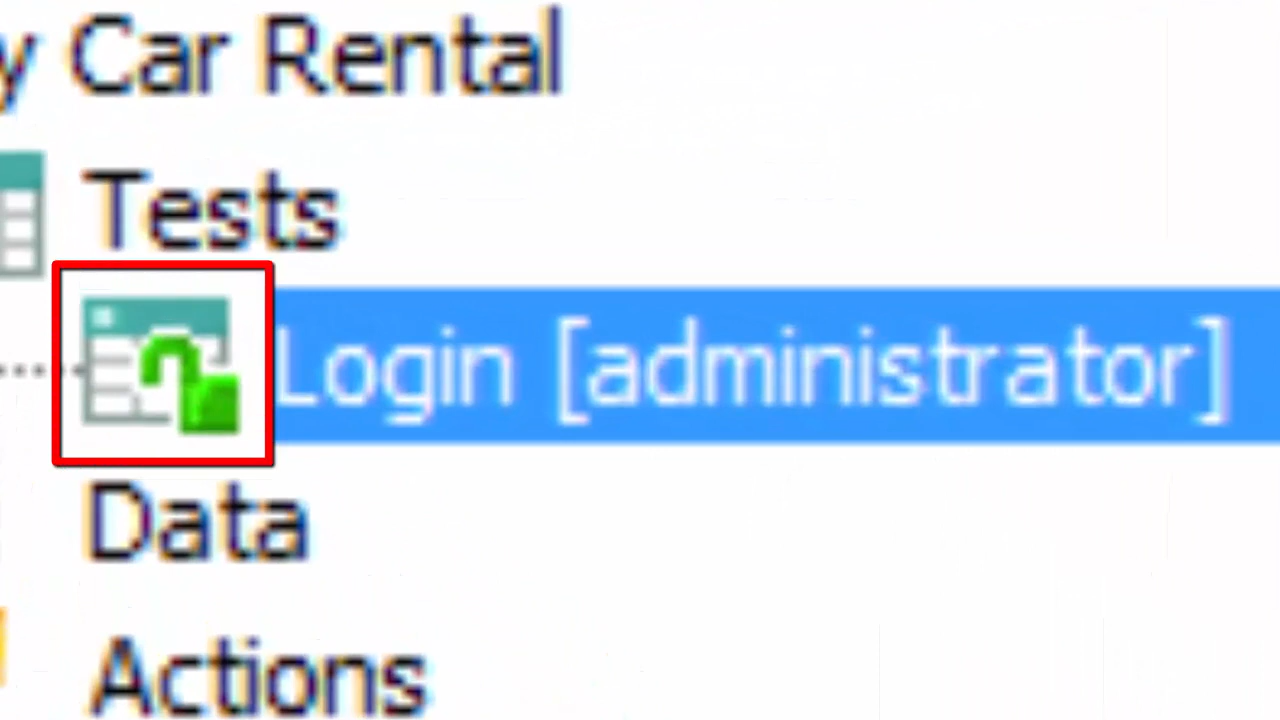 y Car Rental
Tests
Login [administrator]
Data
Actions